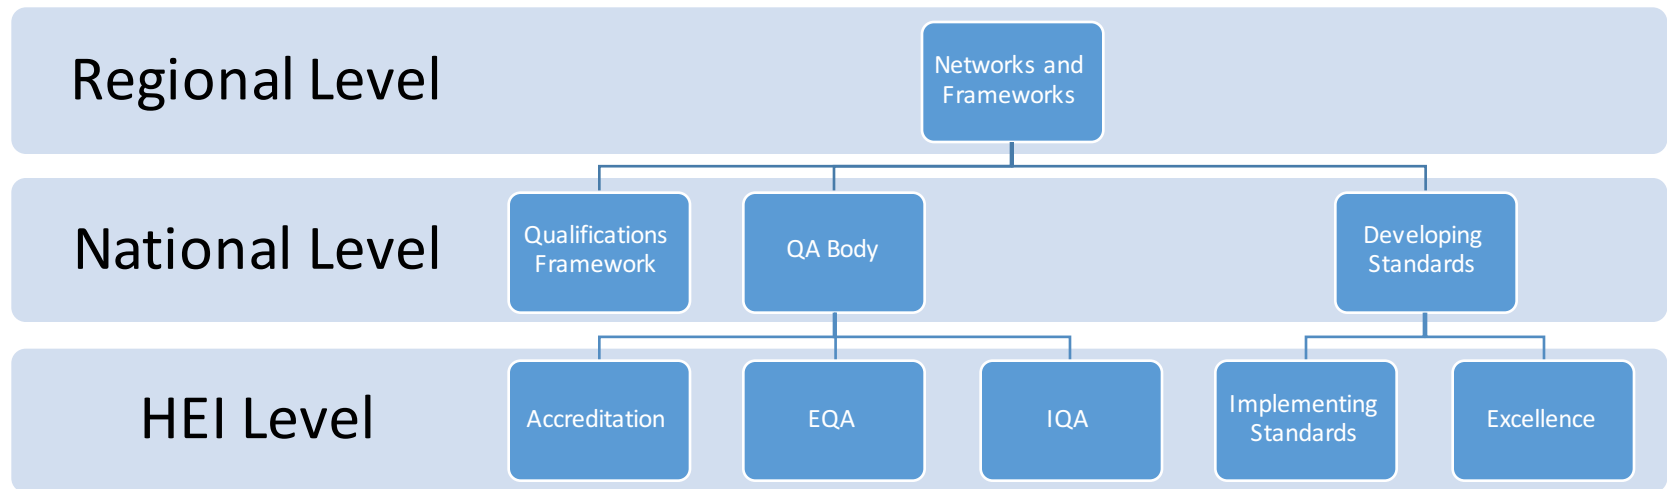 Regional Level
Networks and
Frameworks
National Level
Qualifications
Framework
QA Body
Developing
Standards
HEI Level
Accreditation
EQA
IQA
Implementing
Standards
Excellence